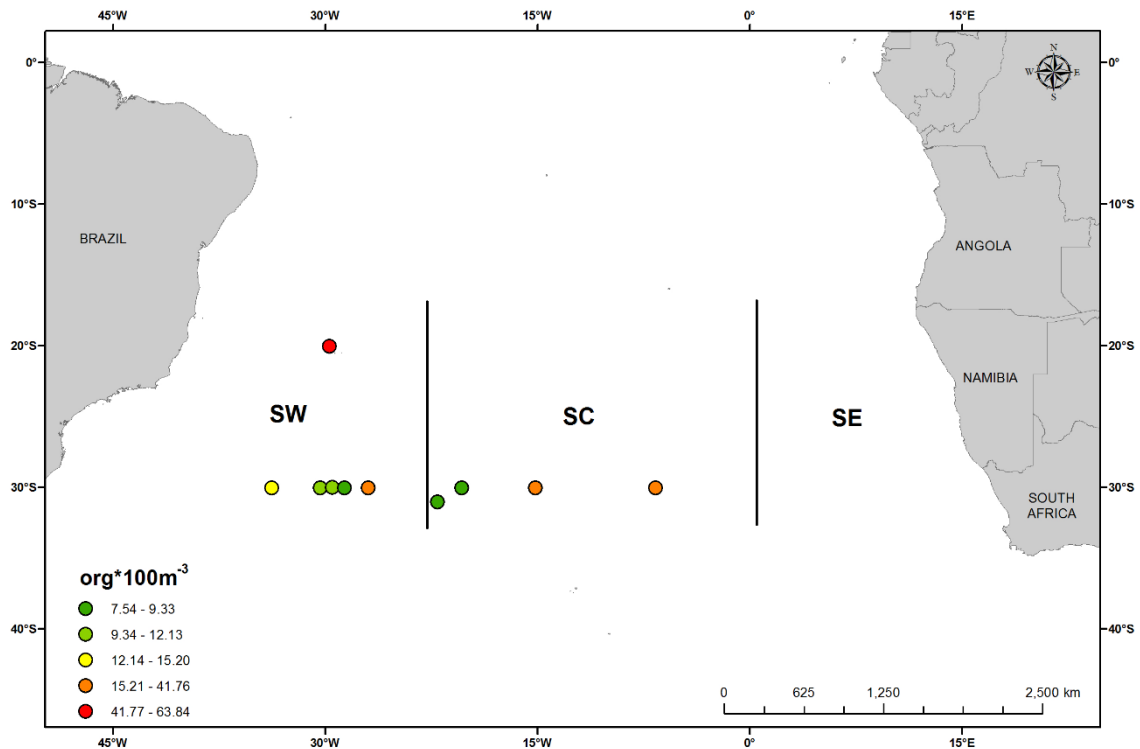 45°W 30°W 15°W 0° 15°E
0° 0°
N
W E
S
10°S 10°S
BRAZIL
ANGOLA
20°S 20°S
NAMIBIA
SW SC SE
30°S 30°S
SOUTH
AFRICA
org*100m-3
7.54 - 9.33
9.34 - 12.13
40°S 40°S
12.14 - 15.20
15.21 - 41.76
0 625 1,250 2,500 km
41.77 - 63.84
45°W 30°W 15°W 0° 15°E